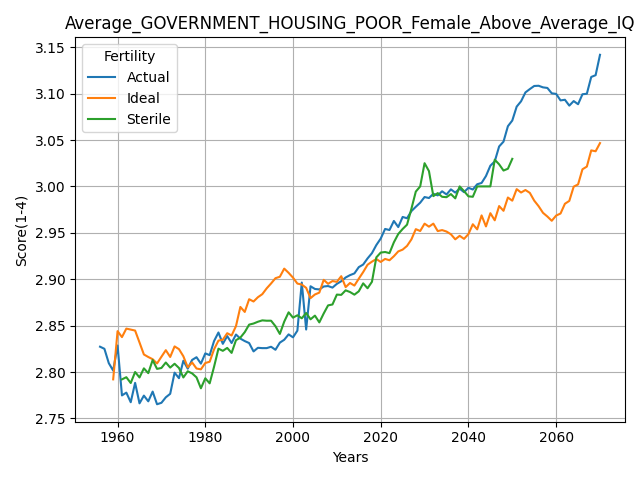 Average_GOVERNMENT_HOUSING_POOR_Female_Above_Average_IQ
Fertility
Actual
Ideal
Sterile
Score(1-4)
3.15
3.10
3.05
3.00
2.95
2.90
2.85
2.80
2.75
1960 1980 2000 2020 2040 2060
Years